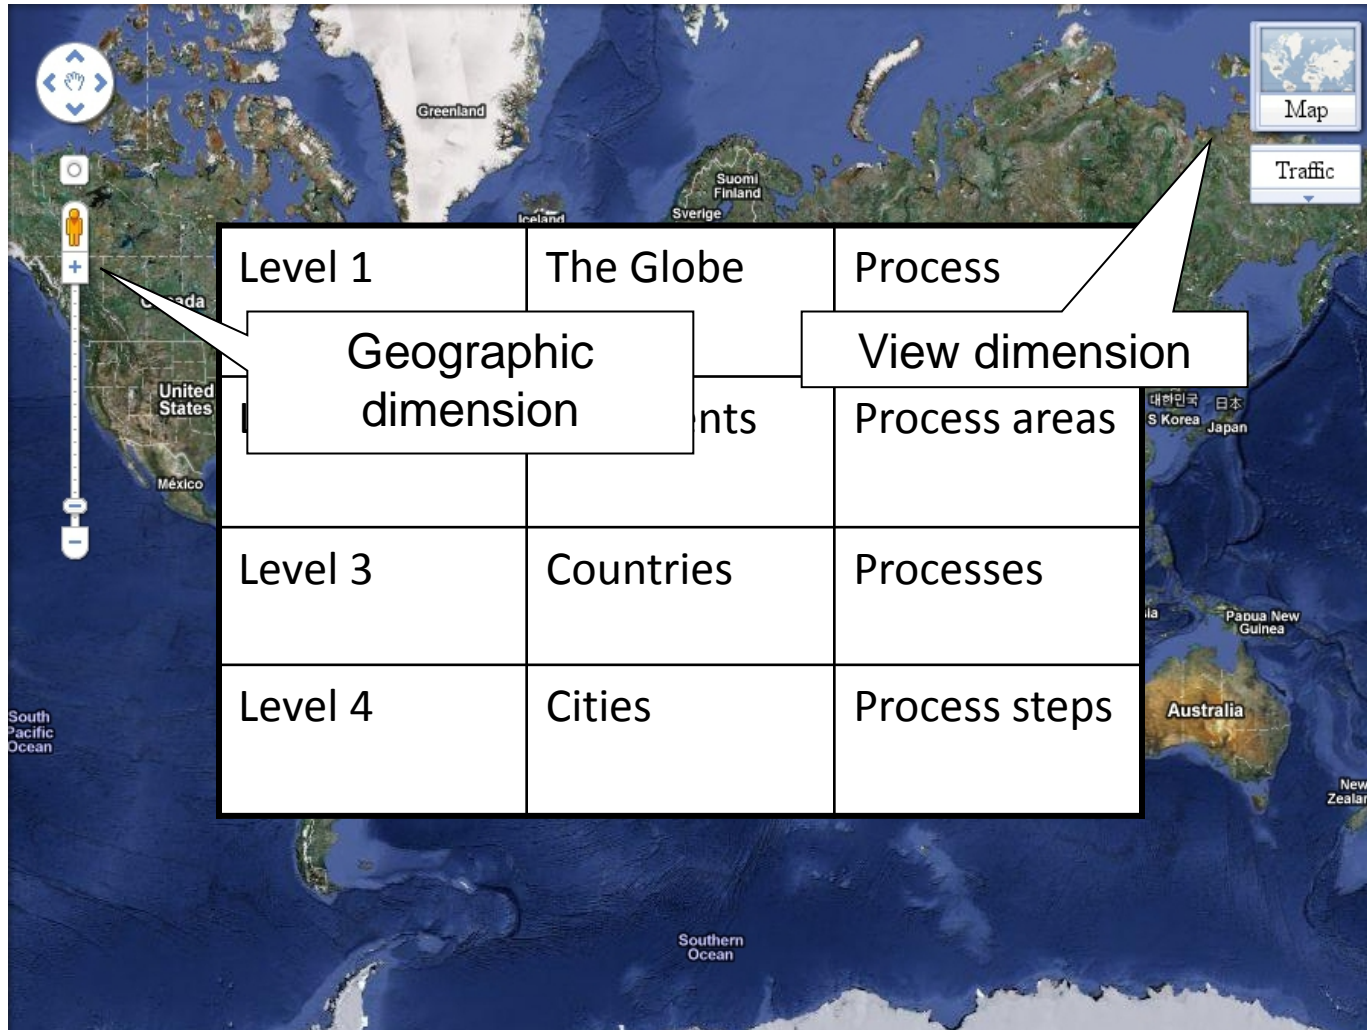 Greenland
Map
Traffic
Suomi
Finland
Iceland
Sverige
Level 1
The Globe
Process
Geographic
dimension
View dimension
United
States
ents
Process areas
대한민국
S Korea
日本
Japan
México
Level 3
Countries
Processes
Papua New
Guinea
Level 4
Cities
Process steps
South
Pacific
Ocean
Australia
New
Southern
Ocean